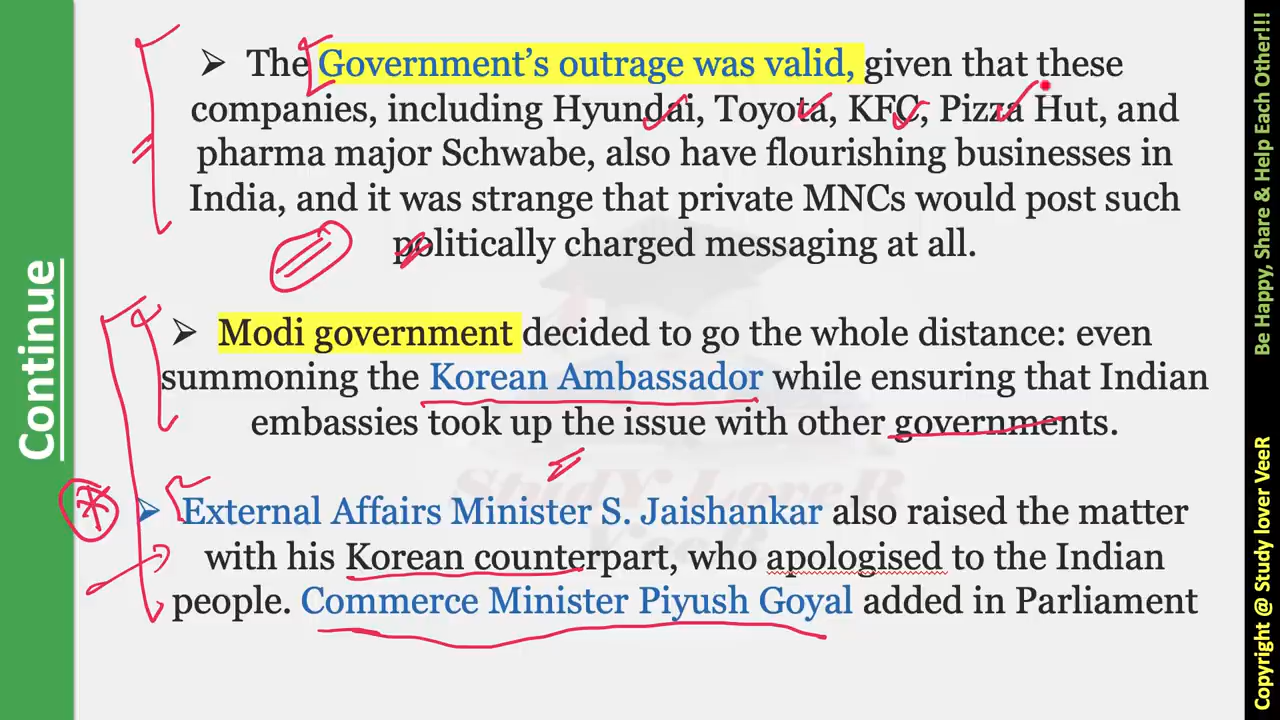 Continue
➤ The Government's outrage was valid, given that these
companies, including Hyundai, Toyota, KFC, Pizza Hut, and
pharma major Schwabe, also have flourishing businesses in
India, and it was strange that private MNCs would post such
politically charged messaging at all.
➤ Modi government decided to go the whole distance: even
summoning the Korean Ambassador while ensuring that Indian
embassies took up the issue with other governments.
➤ External Affairs Minister S. Jaishankar also raised the matter
with his Korean counterpart, who apologised to the Indian
people. Commerce Minister Piyush Goyal added in Parliament
StudY LoveR
VeeR
Copyright @ Study lover VeeR
Be Happy, Share & Help Each Other!!!